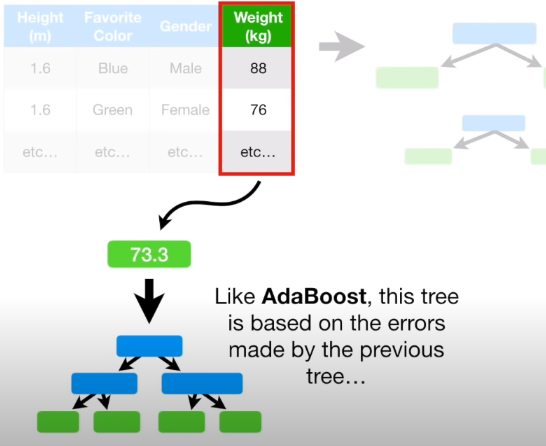 Height (m) Favorite Color Gender Weight (kg)
1.6 Blue Male 88
1.6 Green Female 76
etc... etc... etc... etc...
73.3
Like AdaBoost, this tree
is based on the errors
made by the previous
tree...